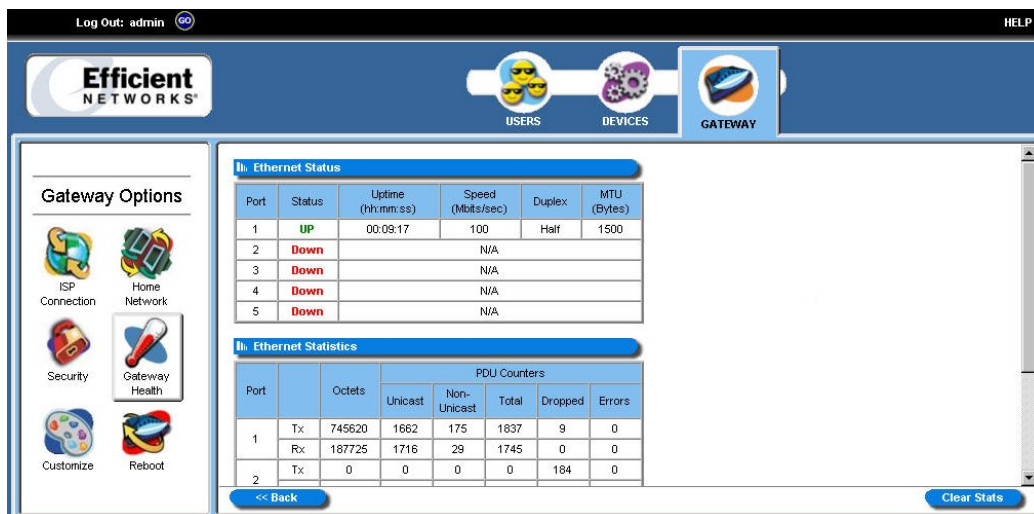 Log Out: admin GO
HELP
Efficient
NETWORKS®
USERS
DEVICES
GATEWAY
Gateway Options
ISP
Connection
Home
Network
Security
Gateway
Health
Customize
Reboot
Ethernet Status
Port Status Uptime (hh:mm:ss) Speed (Mbits/sec) Duplex MTU (Bytes)
1 UP 00:09:17 100 Half 1500
2 Down N/A
3 Down N/A
4 Down N/A
5 Down N/A
Ethernet Statistics
Port Octets PDU Counters
Unicast Non-Unicast Total Dropped Errors
1 Tx 745620 1662 175 1837 9 0
Rx 187725 1716 29 1745 0 0
2 Tx 0 0 0 0 184 0
<< Back
Clear Stats